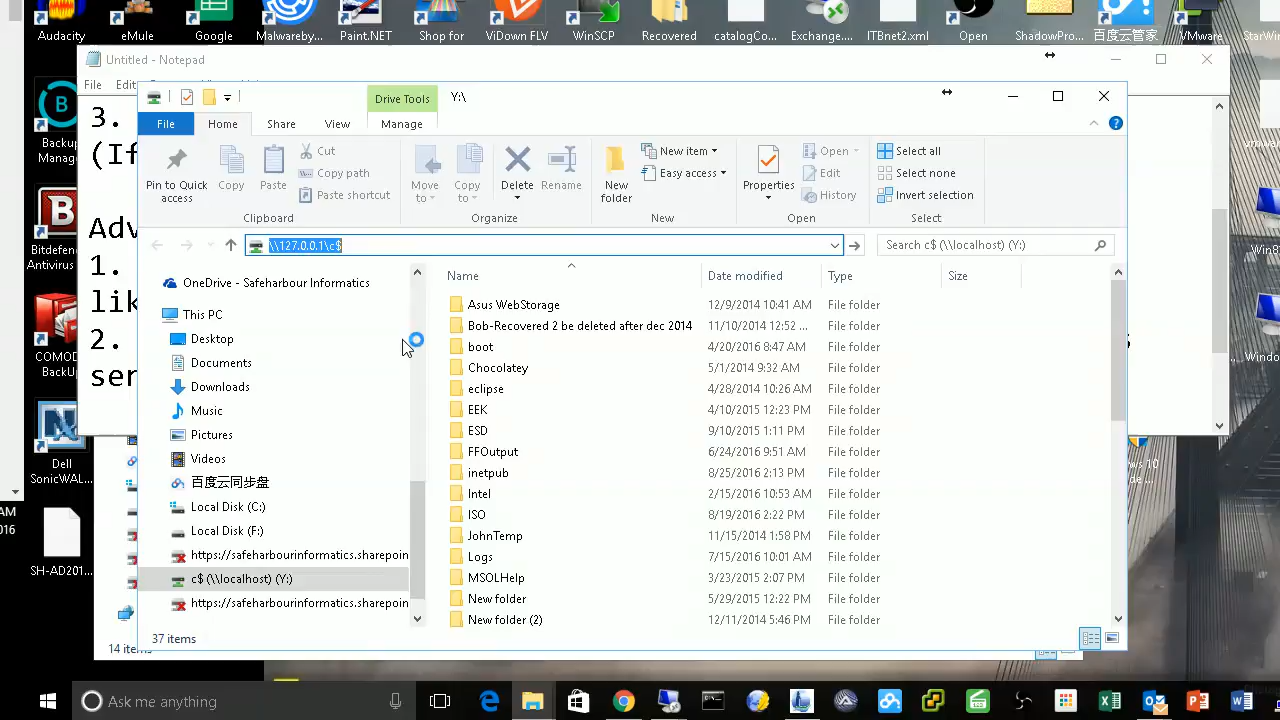 Audacity
eMule
Google
Malwareby...
Paint.NET
Shop for
ViDown FLV
WinSCP
Recovered
catalogCo...
Exchange....
ITBnet2.xml
Open
ShadowPro...
百度云管家
VMware
StarWin
Untitled - Notepad
File
Edit
3.
(If
Adv
1.
lik
2.
ser
Backup
Manage
Bitdefend
Antivirus
COMOD
BackUp
Dell
SonicWAL...
SH-AD201...
AM
016
Drive Tools
Y:\
File
Home
Share
View
Manage
Pin to Quick
access
Copy
Paste
Cut
Copy path
Paste shortcut
Clipboard
Move
to
Copy
to
Delete
Rename
Organize
New
folder
New item
Easy access
New
Properties
Open
Edit
History
Open
Select all
Select none
Invert selection
Select
\\127.0.0.1\c$
Search c$ (\\localhost) (Y:)
OneDrive - Safeharbour Informatics
This PC
Desktop
Documents
Downloads
Music
Pictures
Videos
百度云同步盘
Local Disk (C:)
Local Disk (F:)
https://safeharbourinformatics.sharepoin
c$ (\\localhost) (Y:)
https://safeharbourinformatics.sharepoin
Name Date modified Type Size
Asus WebStorage 12/9/2014 10:41 AM File folder
Bob-Recovered 2 be deleted after dec 2014 11/10/2014 12:52 ... File folder
boot 4/20/2016 8:47 AM File folder
Chocolatey 5/1/2014 9:32 AM File folder
eclipse 4/28/2014 10:26 AM File folder
EEK 4/10/2015 12:23 PM File folder
ESD 9/10/2015 1:11 PM File folder
FFOutput 6/24/2016 9:51 AM File folder
inetpub 8/25/2016 2:13 PM File folder
Intel 2/15/2016 10:53 AM File folder
ISO 8/19/2016 2:22 PM File folder
JohnTemp 11/15/2014 1:58 PM File folder
Logs 7/15/2016 10:01 AM File folder
MSOLHelp 3/23/2015 2:07 PM File folder
New folder 5/29/2015 12:22 PM File folder
New folder (2) 12/11/2014 5:46 PM File folder
37 items
14 items
vmware
Win8
Windo
Ask me anything